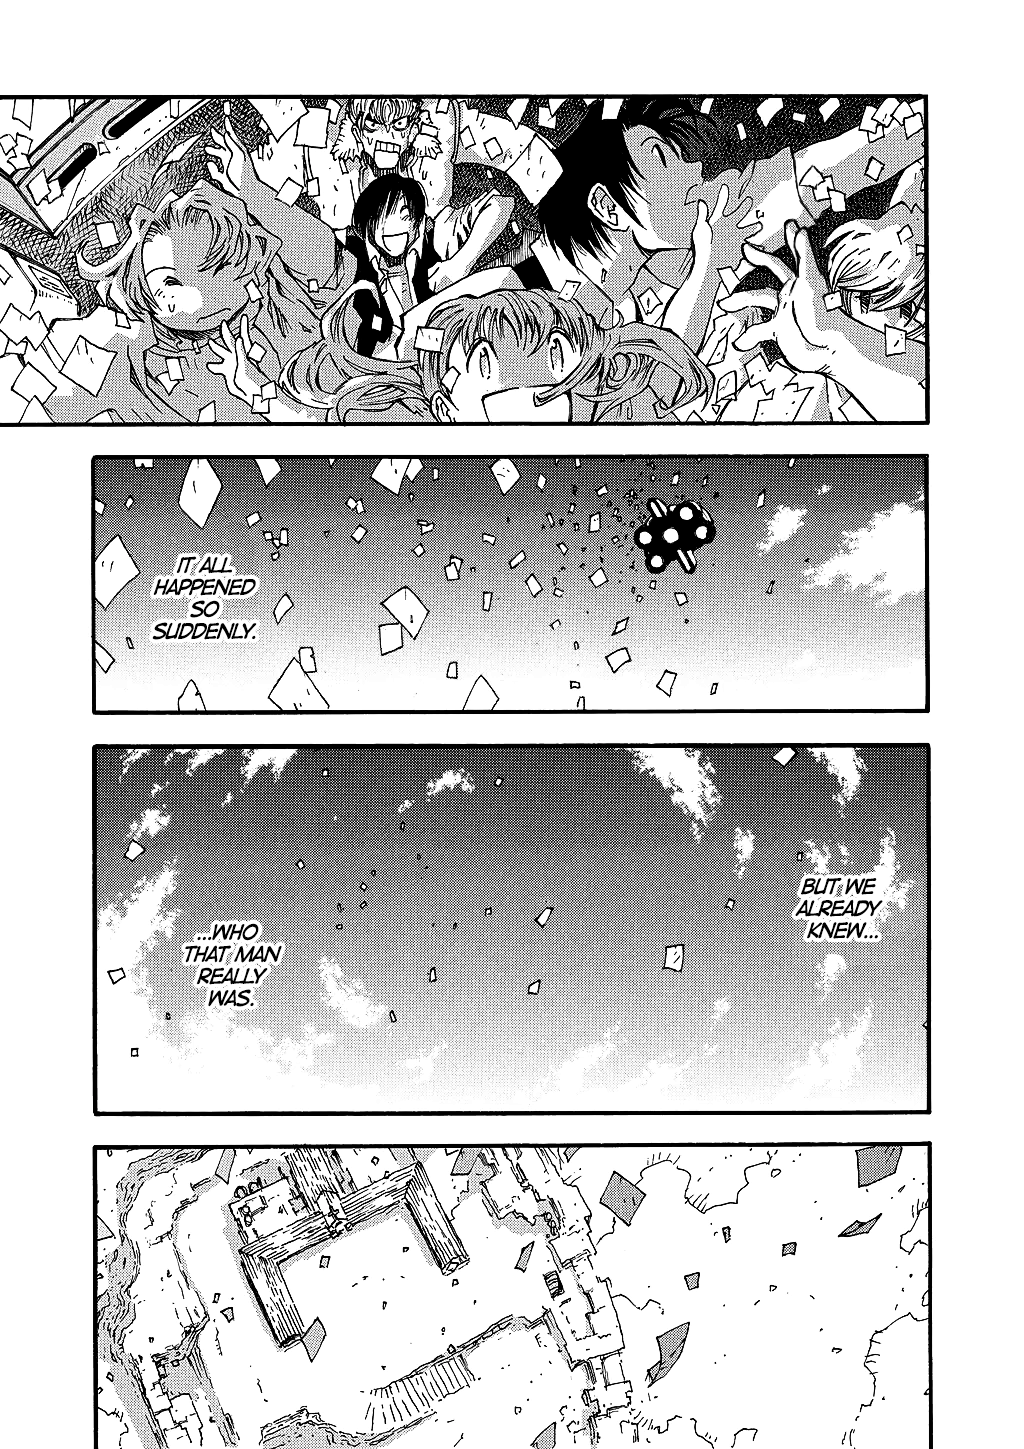 IT ALL
HAPPENED
SO
SUDDENLY.
BUT WE
ALREADY
KNEW...
...WHO
THAT MAN
REALLY
WAS.